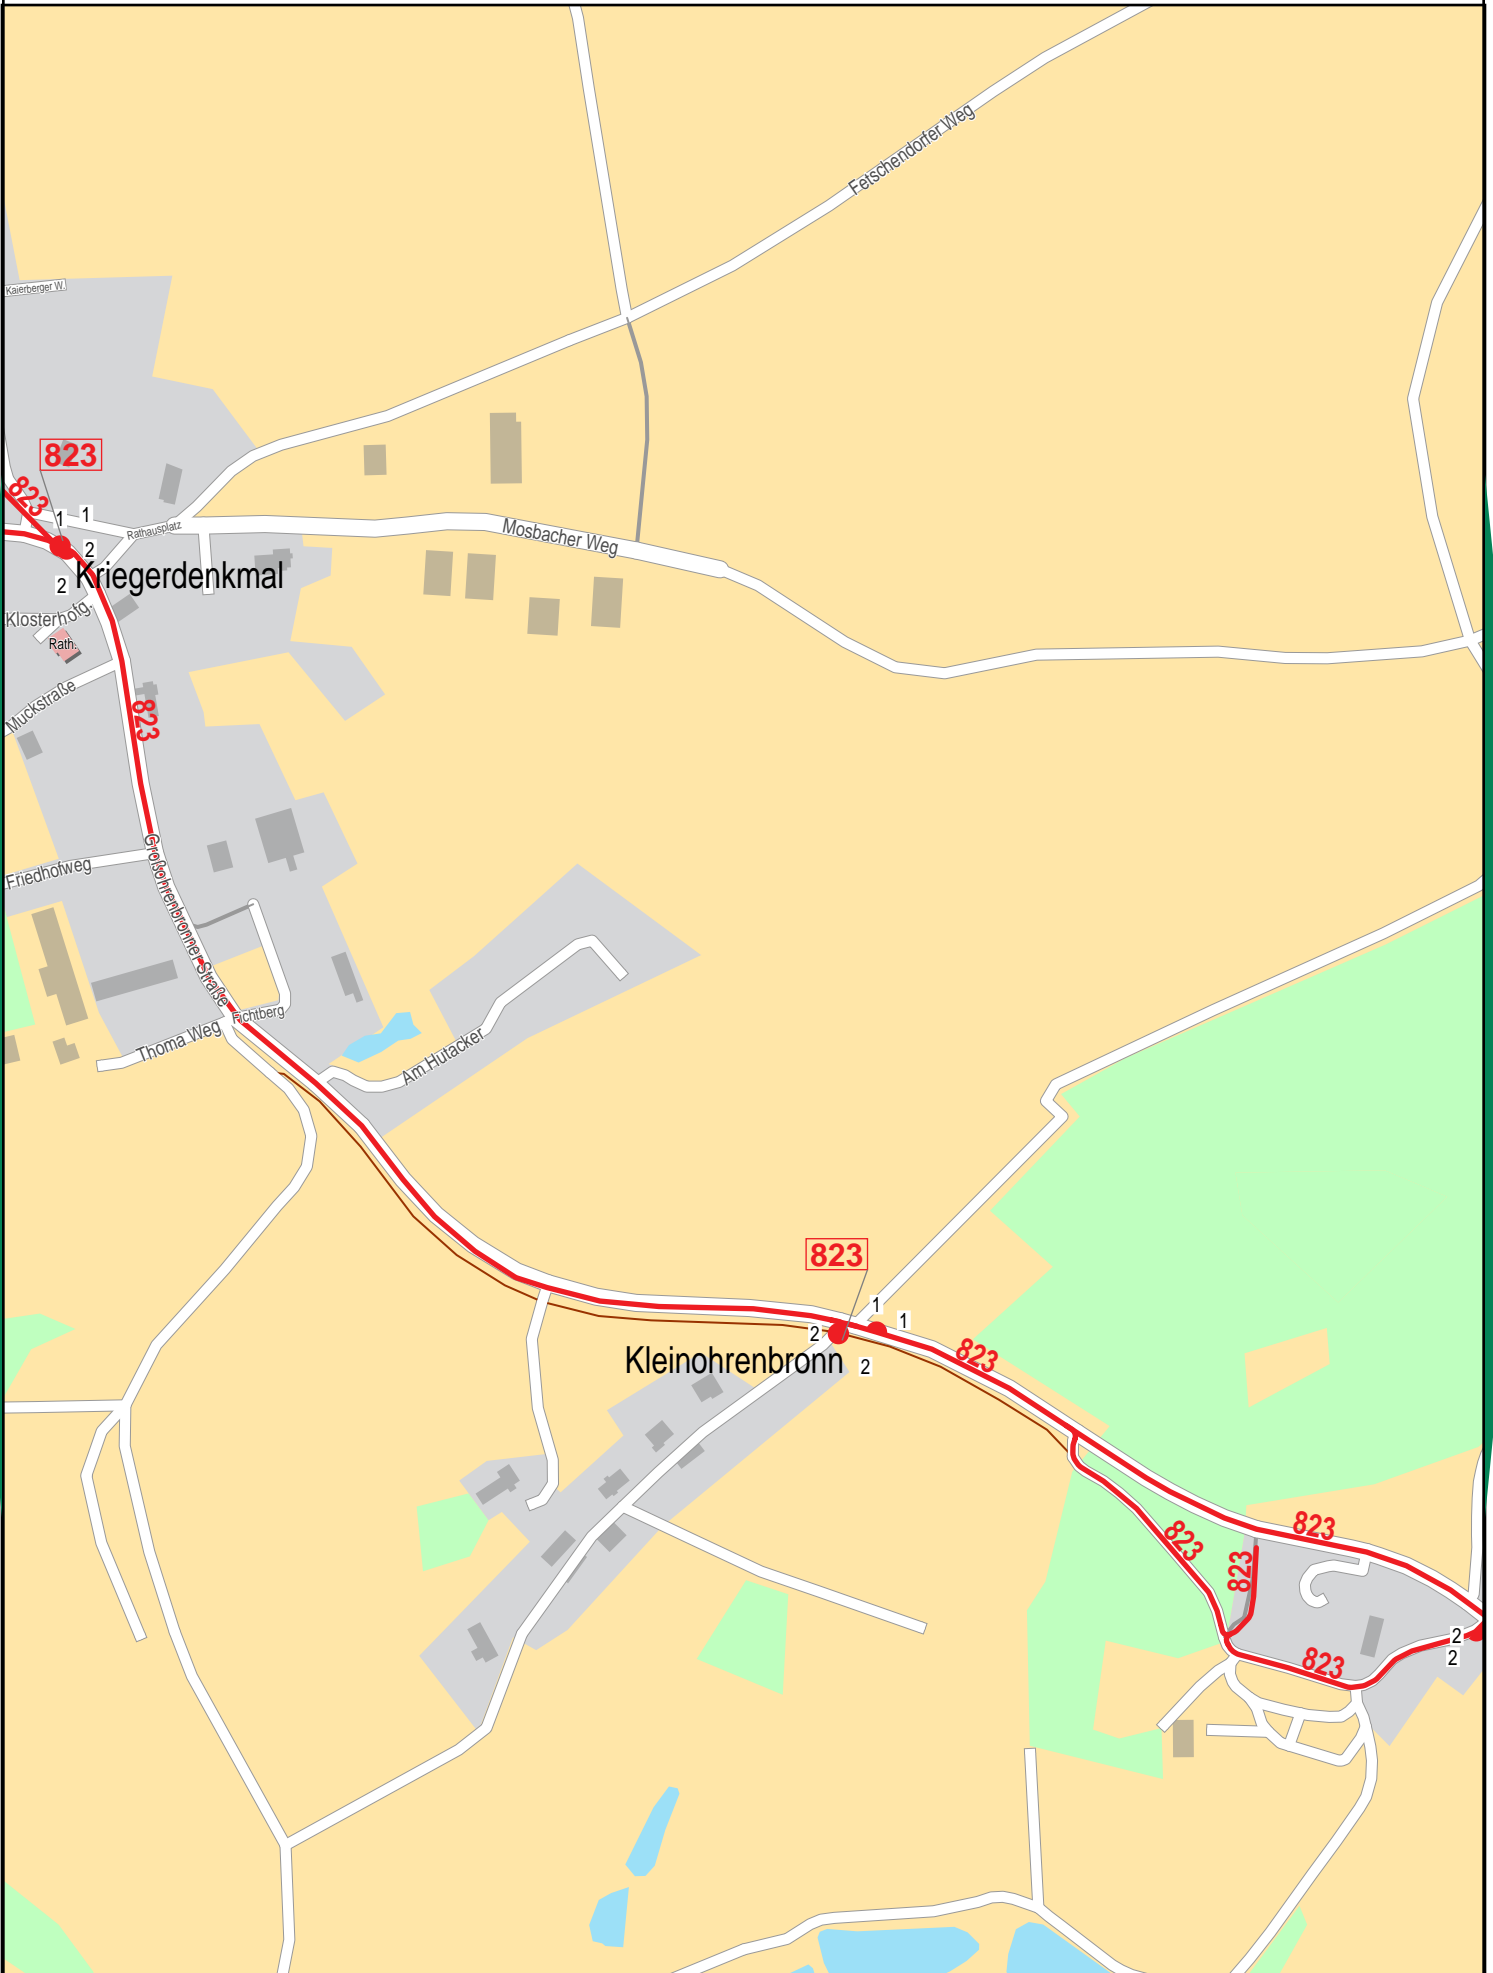 Fetschendorfer Weg
Kaierberger W.
823
823
1
1
Rathausplatz
Mosbacher Weg
2
Kriegerdenkmal
2
Klosterhofg.
Rath.
Muckstraße
823
Großohrenbronner Straße
Friedhofweg
Fichtberg
Thoma Weg
Am Hutacker
823
1
1
2
Kleinohrenbronn
2
823
823
823
823
2
2
823